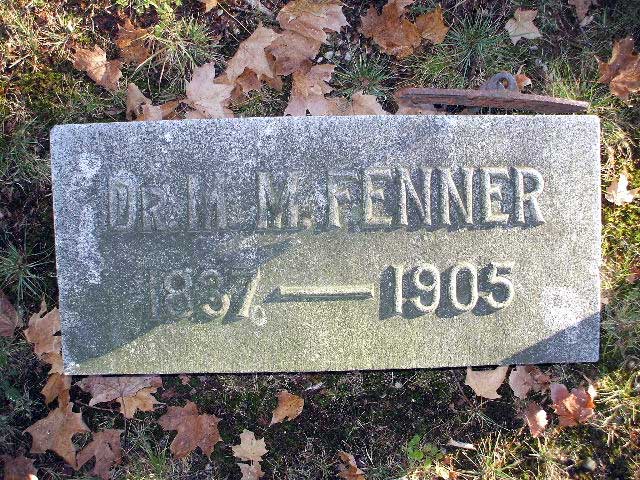 DR. M. M. FENNER
1837. — 1905